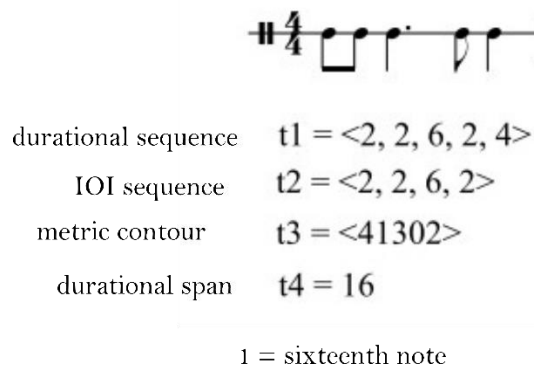 4
4
durational sequence t1 = <2, 2, 6, 2, 4>
IOI sequence t2 = <2, 2, 6, 2>
metric contour t3 = <41302>
durational span t4 = 16
1 = sixteenth note